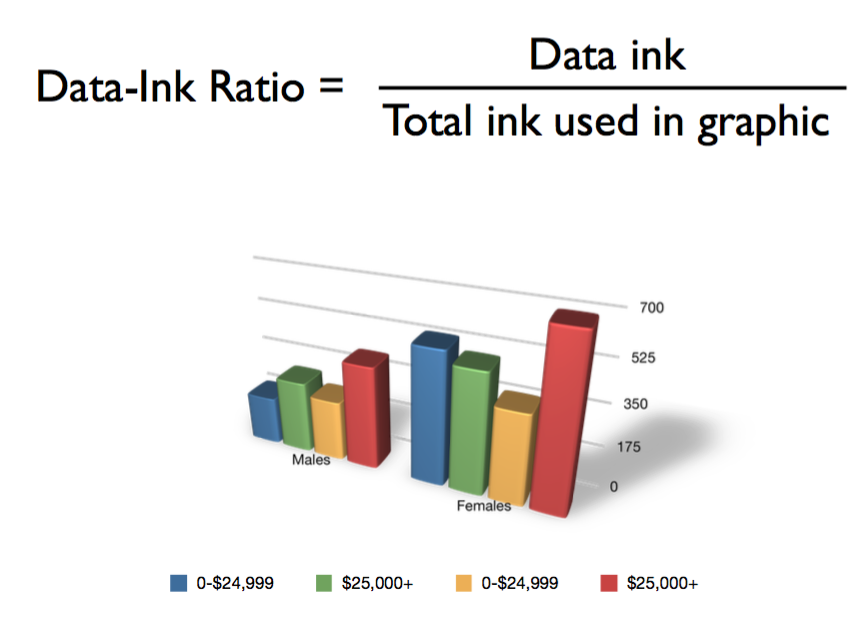 Data-Ink Ratio =
Data ink
Total ink used in graphic
700
525
350
175
0
Males
Females
0-$24,999
$25,000+
0-$24,999
$25,000+